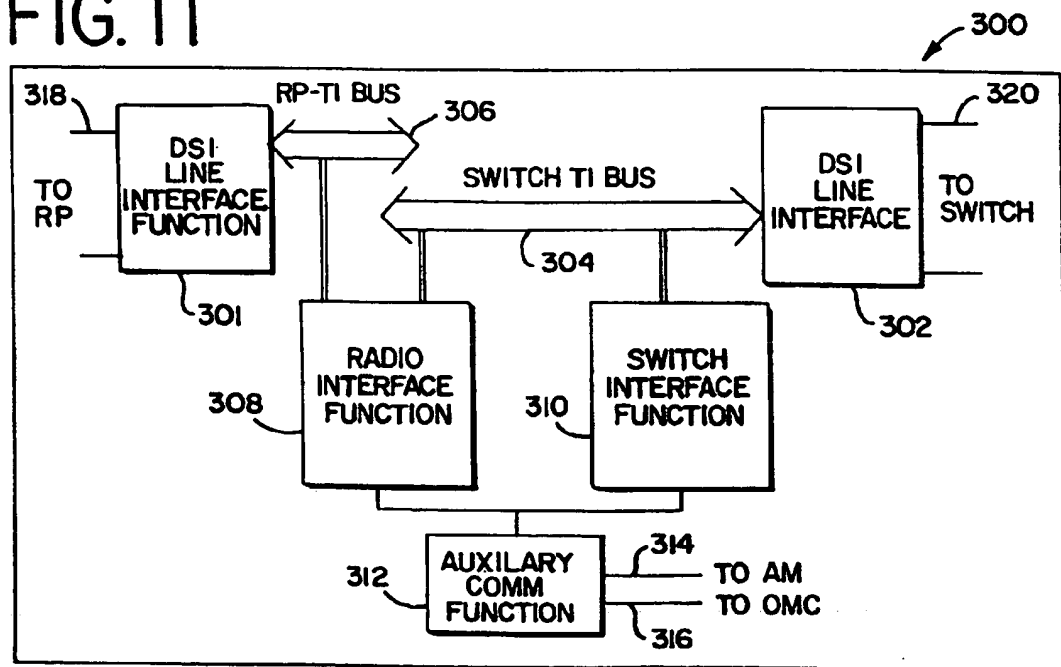 FIG. 11
300
318
RP-T1 BUS
306
320
DS1
LINE
INTERFACE
FUNCTION
TO
RP
SWITCH T1 BUS
DS1
LINE
INTERFACE
TO
SWITCH
304
301
302
RADIO
INTERFACE
FUNCTION
308
SWITCH
INTERFACE
FUNCTION
310
AUXILARY
COMM
FUNCTION
312
314
TO AM
TO OMC
316